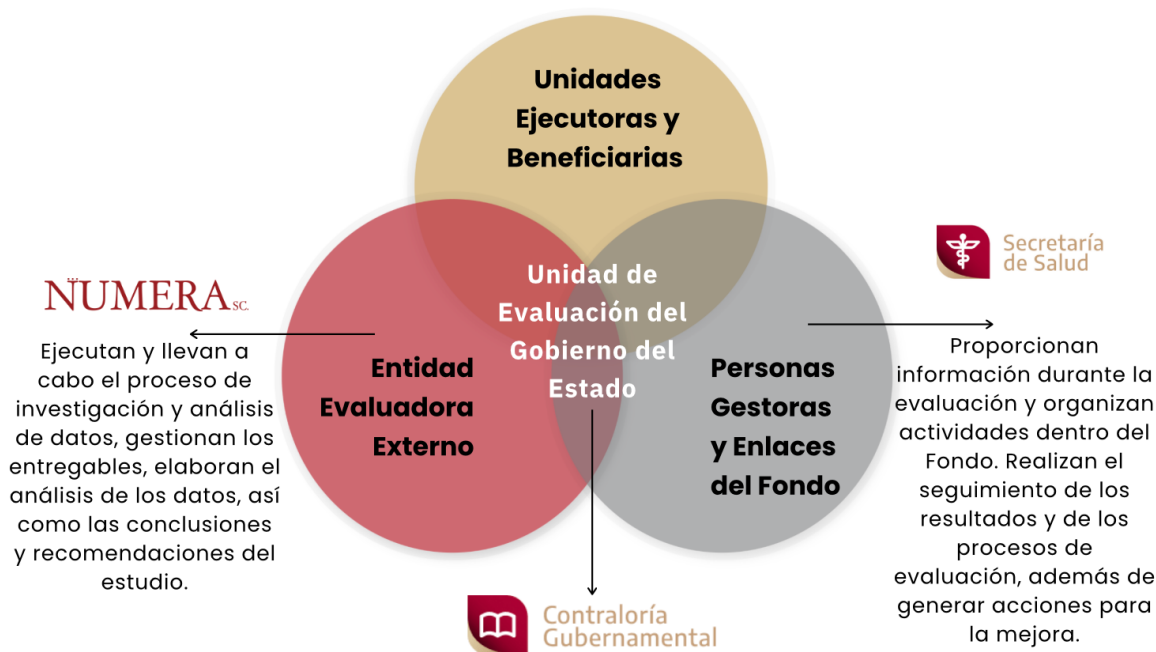 Unidades
Ejecutoras y
Beneficiarias
Secretaría
de Salud
NUMERA SC.
Unidad de
Evaluación del
Gobierno del
Estado
Entidad
Evaluadora
Externo
Personas
Gestoras
y Enlaces
del Fondo
Ejecutan y llevan a
cabo el proceso de
investigación y análisis
de datos, gestionan los
entregables, elaboran el
análisis de los datos, así
como las conclusiones
y recomendaciones del
estudio.
Proporcionan
información durante la
evaluación y organizan
actividades dentro del
Fondo. Realizan el
seguimiento de los
resultados y de los
procesos de
evaluación, además de
generar acciones para
la mejora.
Contraloría
Gubernamental